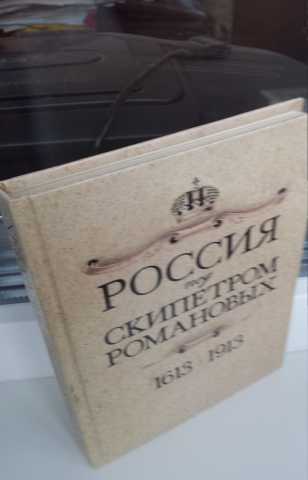 РОССИЯ
под
СКИПЕТРОМ
РОМАНОВЫХ
1613 1913